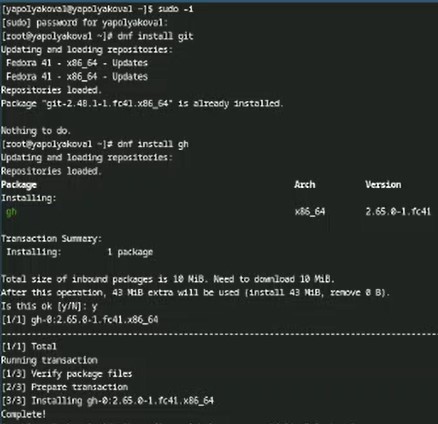 [yapolyakoval@yapolyakoval ~]$ sudo -i
[sudo] password for yapolyakoval:
[root@yapolyakoval ~]# dnf install git
Updating and loading repositories:
Fedora 41 - x86_64 - Updates
Fedora 41 - x86_64 - Updates
Repositories loaded.
Package "git-2.48.1-1.fc41.x86_64" is already installed.
Nothing to do.
[root@yapolyakoval ~]# dnf install gh
Updating and loading repositories:
Repositories loaded.
Package Arch Version
Installing:
gh x86_64 2.65.0-1.fc41
Transaction Summary:
Installing: 1 package
Total size of inbound packages is 10 MiB. Need to download 10 MiB.
After this operation, 43 MiB extra will be used (install 43 MiB, remove 0 B).
Is this ok [y/N]: y
[1/1] gh-0:2.65.0-1.fc41.x86_64
[1/1] Total
Running transaction
[1/3] Verify package files
[2/3] Prepare transaction
[3/3] Installing gh-0:2.65.0-1.fc41.x86_64
Complete!